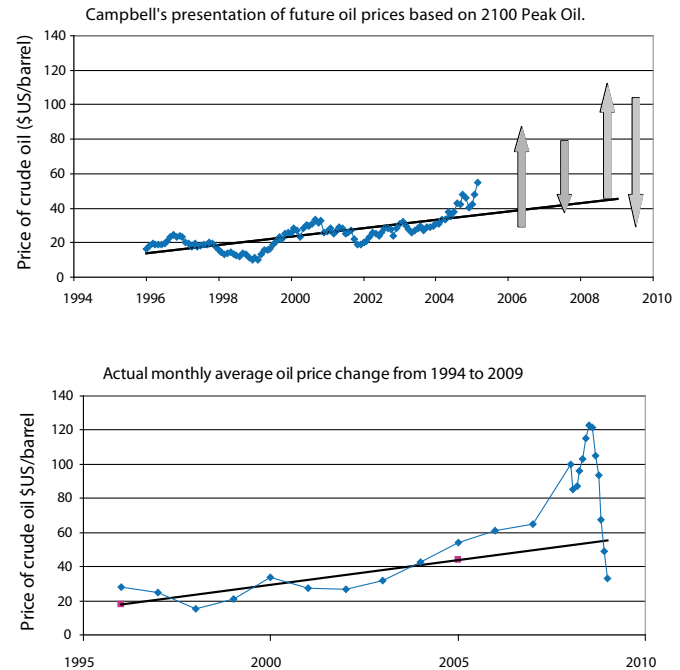 Campbell's presentation of future oil prices based on 2100 Peak Oil.
Price of crude oil ($US/barrel)
140
120
100
80
60
40
20
0
1994 1996 1998 2000 2002 2004 2006 2008 2010
Actual monthly average oil price change from 1994 to 2009
Price of crude oil $US/barrel
140
120
100
80
60
40
20
0
1995 2000 2005 2010